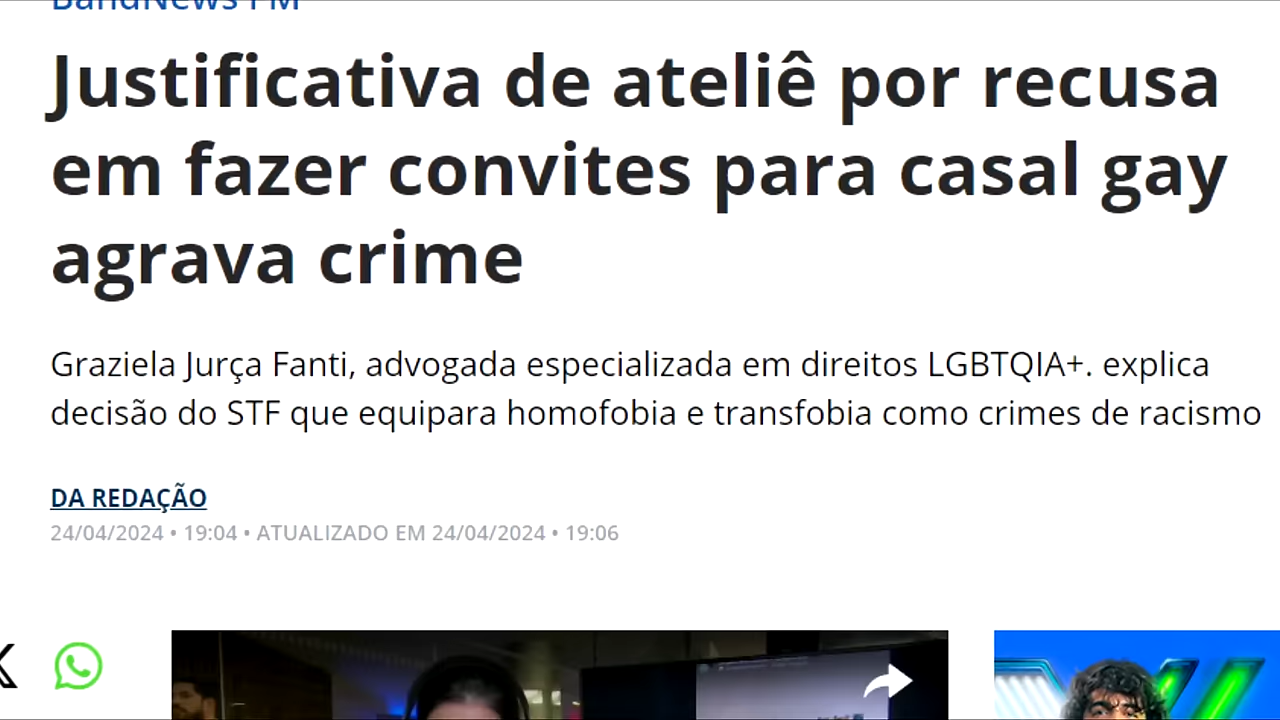 BandNews FM
Justificativa de ateliê por recusa
em fazer convites para casal gay
agrava crime
Graziela Jurça Fanti, advogada especializada em direitos LGBTQIA+. explica
decisão do STF que equipara homofobia e transfobia como crimes de racismo
DA REDAÇÃO
24/04/2024 • 19:04 • ATUALIZADO EM 24/04/2024 • 19:06